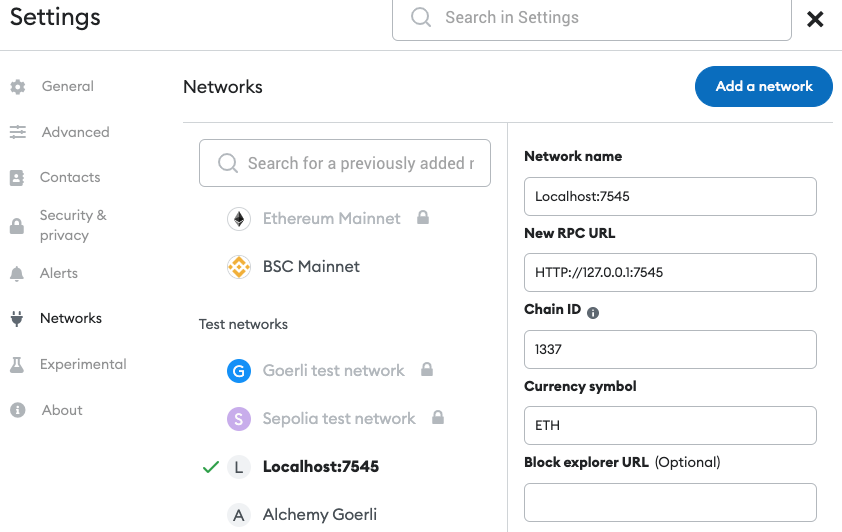 Settings
Search in Settings
General
Advanced
Contacts
Security &
privacy
Alerts
Networks
Experimental
About
Networks
Add a network
Search for a previously added r
Ethereum Mainnet
BSC Mainnet
Test networks
G
Goerli test network
S
Sepolia test network
L
Localhost:7545
A
Alchemy Goerli
Network name
Localhost:7545
New RPC URL
HTTP://127.0.0.1:7545
Chain ID
1337
Currency symbol
ETH
Block explorer URL (Optional)